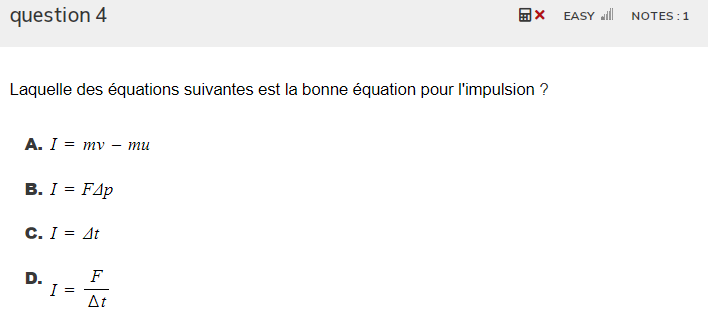 question 4
EASY NOTES : 1
Laquelle des équations suivantes est la bonne équation pour l'impulsion ?
A. I = mv − mu
B. I = FΔp
C. I = Δt
D. I = F
Δt